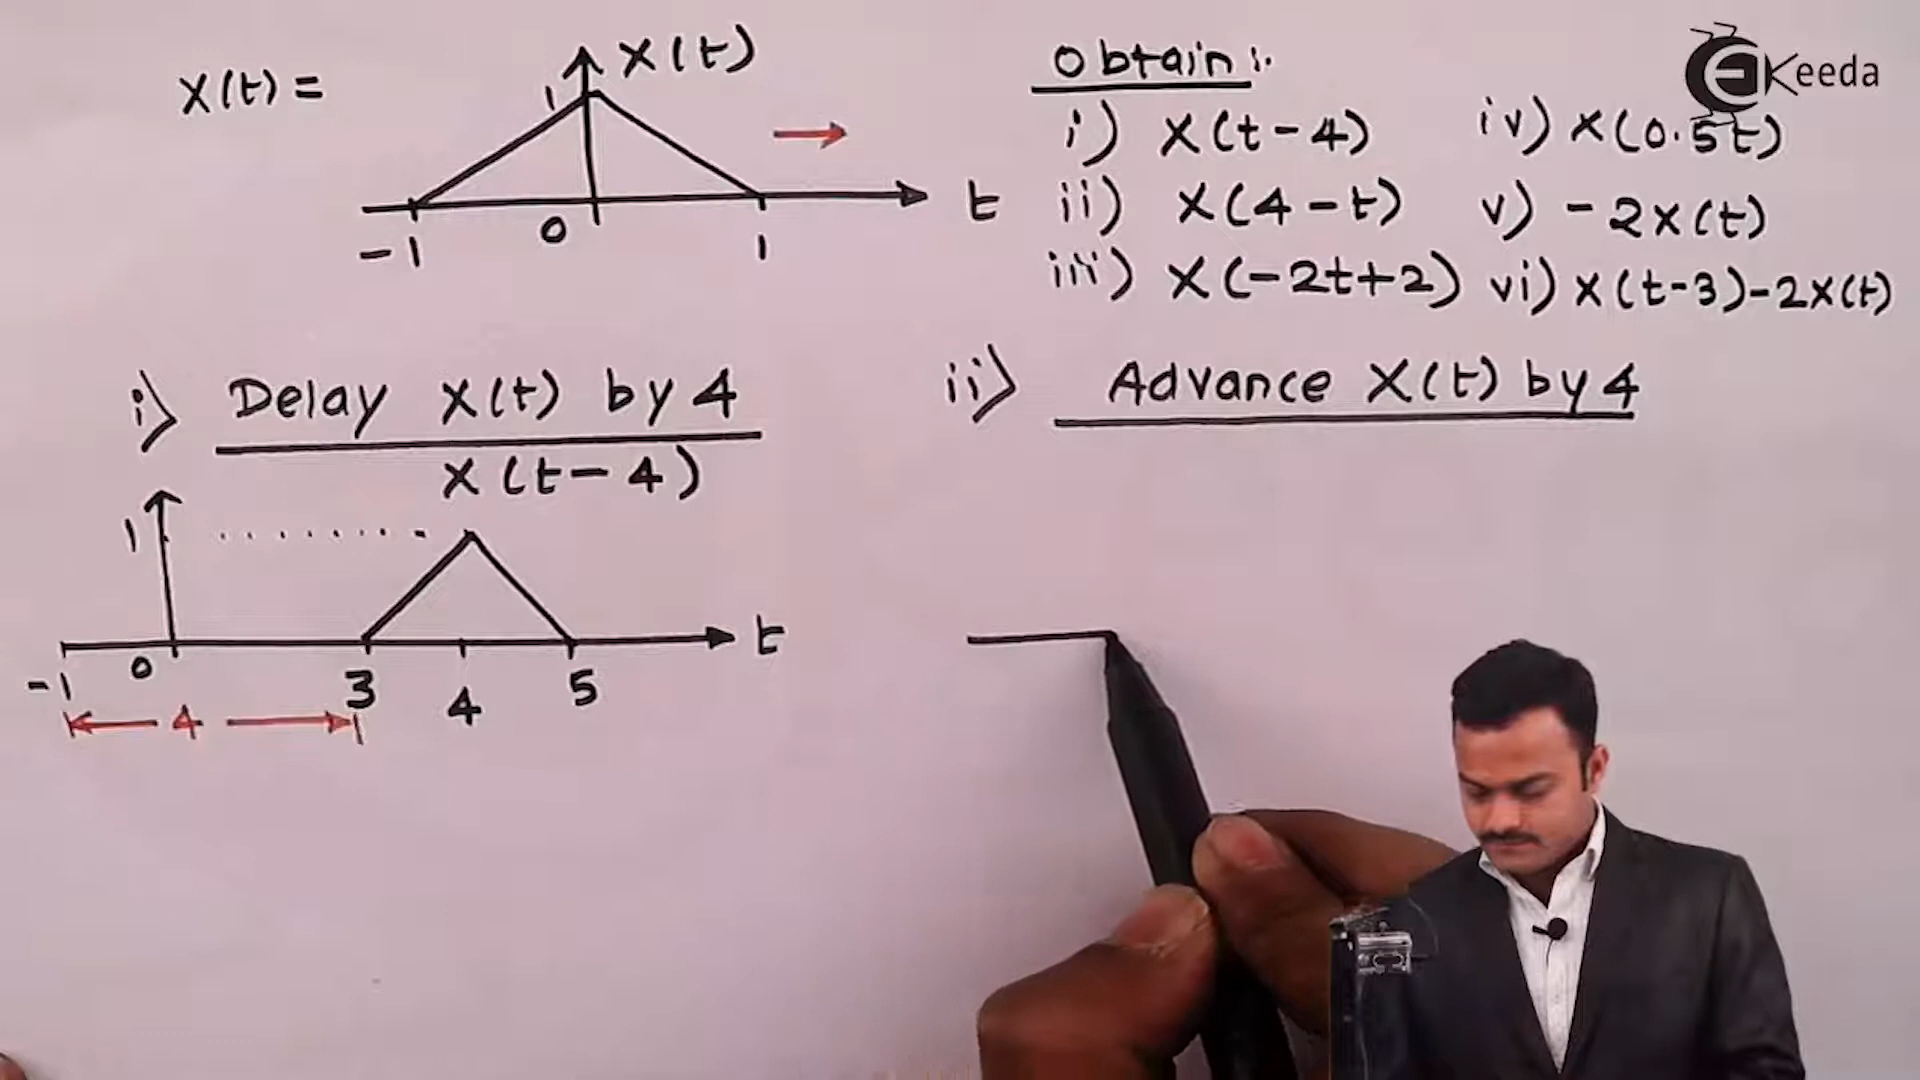 X(t) =
X(t)
1
-1
0
1
t
Obtain:
i) X(t-4)
ii) X(4-t)
iii) X(-2t+2)
iv) X(0.5t)
v) -2X(t)
vi) X(t-3)-2X(t)
EKeeda
i) Delay X(t) by 4
X(t-4)
1
t
-1
0
3
4
5
4
ii) Advance X(t) by 4